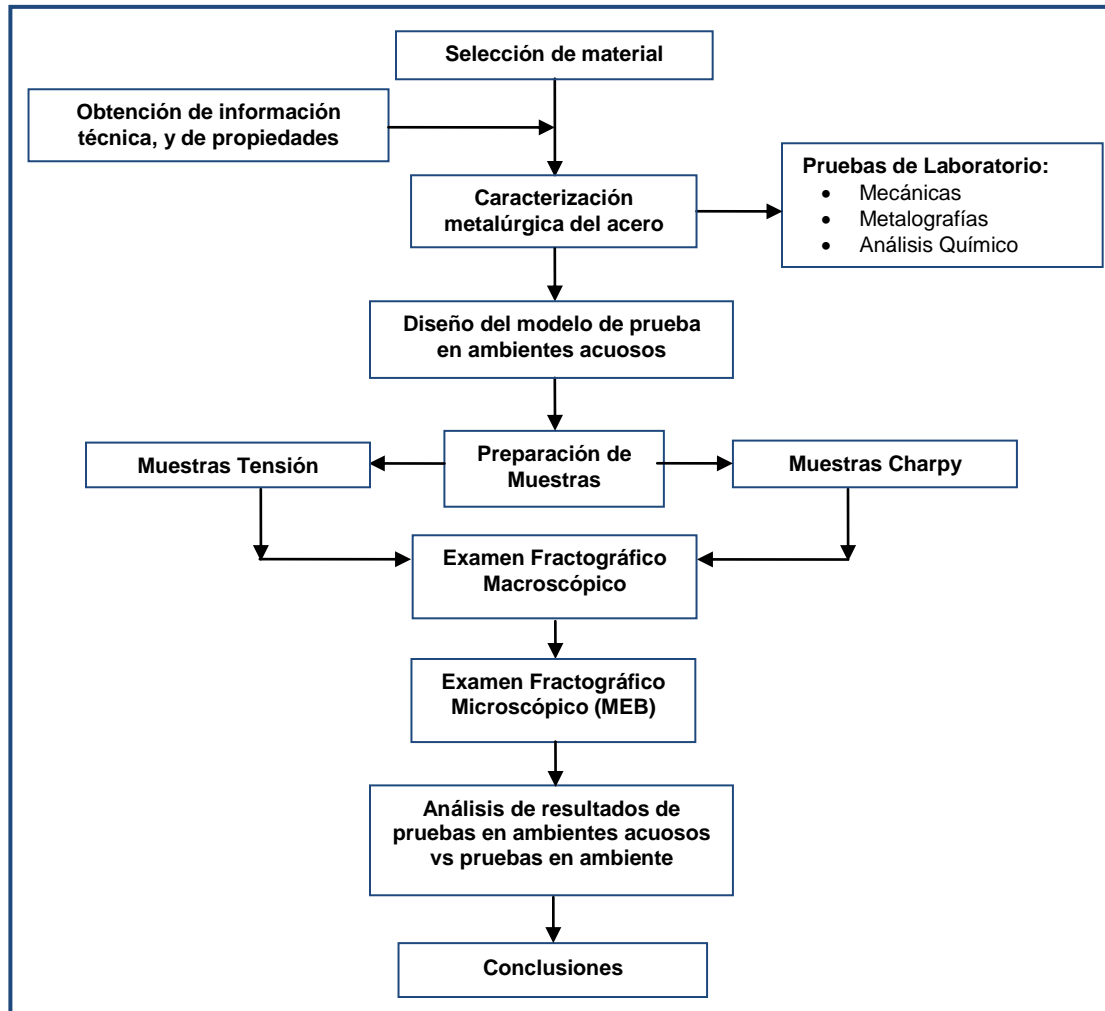 Selección de material
Obtención de información
técnica, y de propiedades
Caracterización
metalúrgica del acero
Pruebas de Laboratorio:
• Mecánicas
• Metalografías
• Análisis Químico
Diseño del modelo de prueba
en ambientes acuosos
Preparación de
Muestras
Muestras Tensión
Muestras Charpy
Examen Fractográfico
Macroscópico
Examen Fractográfico
Microscópico (MEB)
Análisis de resultados de
pruebas en ambientes acuosos
vs pruebas en ambiente
Conclusiones